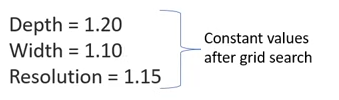 Depth = 1.20
Width = 1.10
Resolution = 1.15
Constant values
after grid search